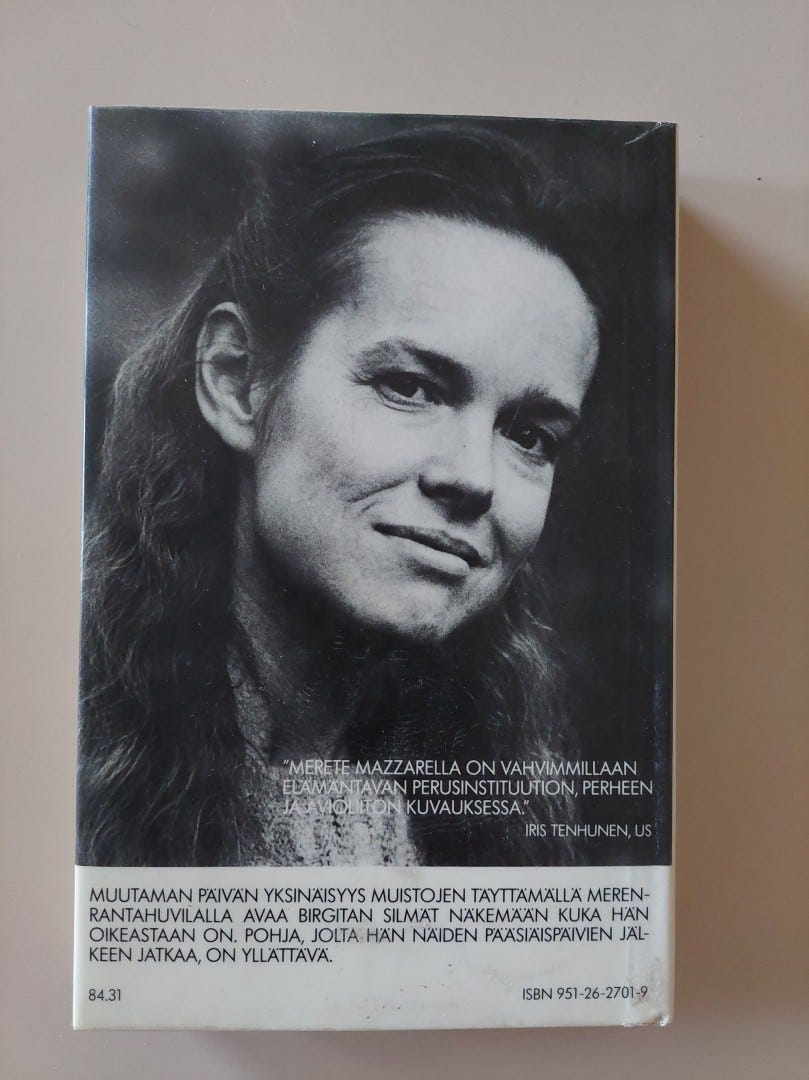 "MERETE MAZZARELLA ON VAHVIMMILLAAN
ELÄMÄNTAVAN PERUSINSTITUUTION, PERHEEN
JA AVIOLIITON KUVAUKSESSA."
IRIS TENHUNEN, US
MUUTAMAN PÄIVÄN YKSINÄISYYS MUISTOJEN TÄYTTÄMÄLLÄ MEREN-
RANTAHUVILALLA AVAA BIRGITAN SILMÄT NÄKEMÄÄN KUKA HÄN
OIKEASTAAN ON. POHJA, JOLTA HÄN NÄIDEN PÄÄSIÄISPÄIVIEN JÄL-
KEEN JATKAA, ON YLLÄTTÄVÄ.
84.31
ISBN 951-26-2701-9